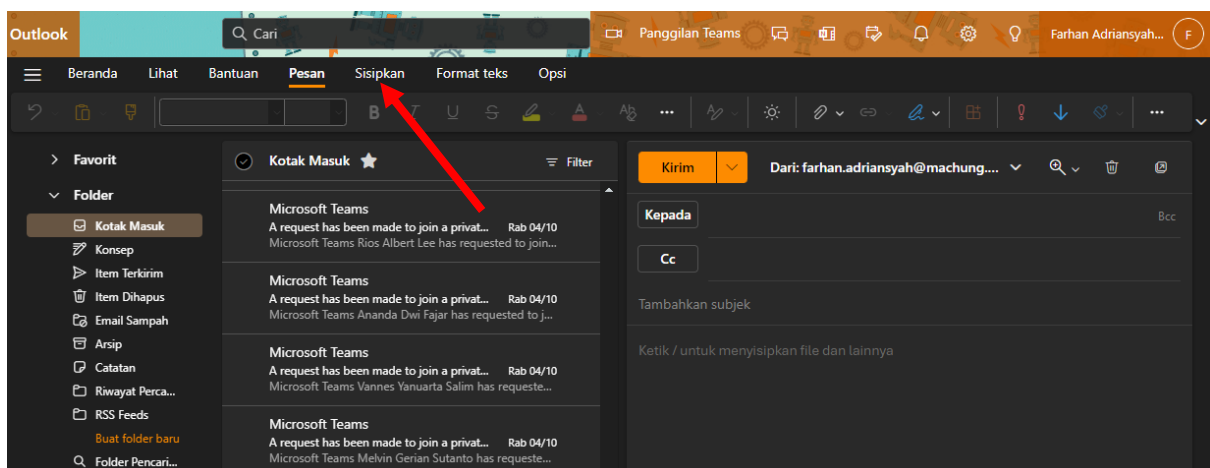 Outlook
Cari
Panggilan Teams
Farhan Adriansyah...
F
Beranda Lihat Bantuan Pesan Sisipkan Format teks Opsi
B I U S A
Favorit
Folder
Kotak Masuk
Konsep
Item Terkirim
Item Dihapus
Email Sampah
Arsip
Catatan
Riwayat Perca...
RSS Feeds
Buat folder baru
Folder Pencari...
Kotak Masuk
Filter
Microsoft Teams
A request has been made to join a privat... Rab 04/10
Microsoft Teams Rios Albert Lee has requested to join...
Microsoft Teams
A request has been made to join a privat... Rab 04/10
Microsoft Teams Ananda Dwi Fajar has requested to j...
Microsoft Teams
A request has been made to join a privat... Rab 04/10
Microsoft Teams Vannes Yanuarta Salim has requeste...
Microsoft Teams
A request has been made to join a privat... Rab 04/10
Microsoft Teams Melvin Gerian Sutanto has requeste...
Kirim
Dari: farhan.adriansyah@machung....
Kepada
Bcc
Cc
Tambahkan subjek
Ketik / untuk menyisipkan file dan lainnya